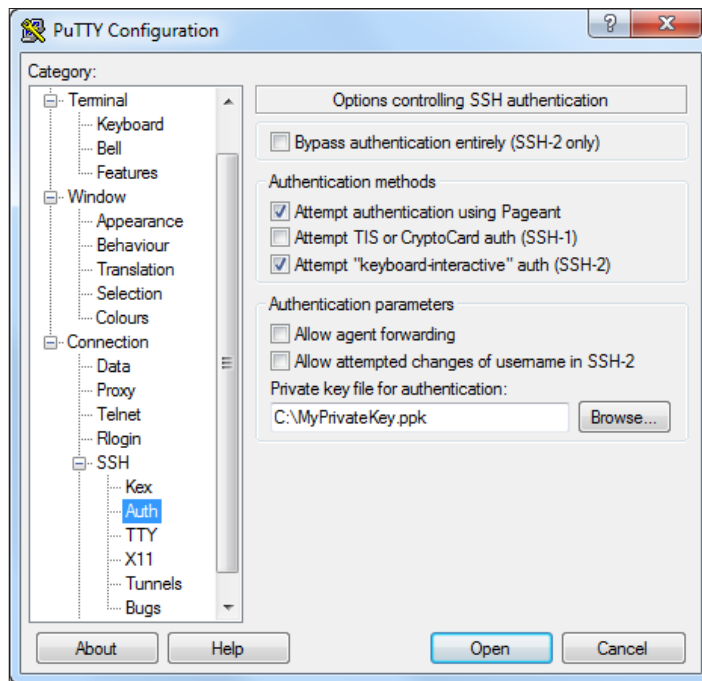 PuTTY Configuration
Category:
Terminal
Keyboard
Bell
Features
Window
Appearance
Behaviour
Translation
Selection
Colours
Connection
Data
Proxy
Telnet
Rlogin
SSH
Kex
Auth
TTY
X11
Tunnels
Bugs
Options controlling SSH authentication
Bypass authentication entirely (SSH-2 only)
Authentication methods
Attempt authentication using Pageant
Attempt TIS or CryptoCard auth (SSH-1)
Attempt "keyboard-interactive" auth (SSH-2)
Authentication parameters
Allow agent forwarding
Allow attempted changes of username in SSH-2
Private key file for authentication:
C:\MyPrivateKey.ppk
Browse...
About
Help
Open
Cancel